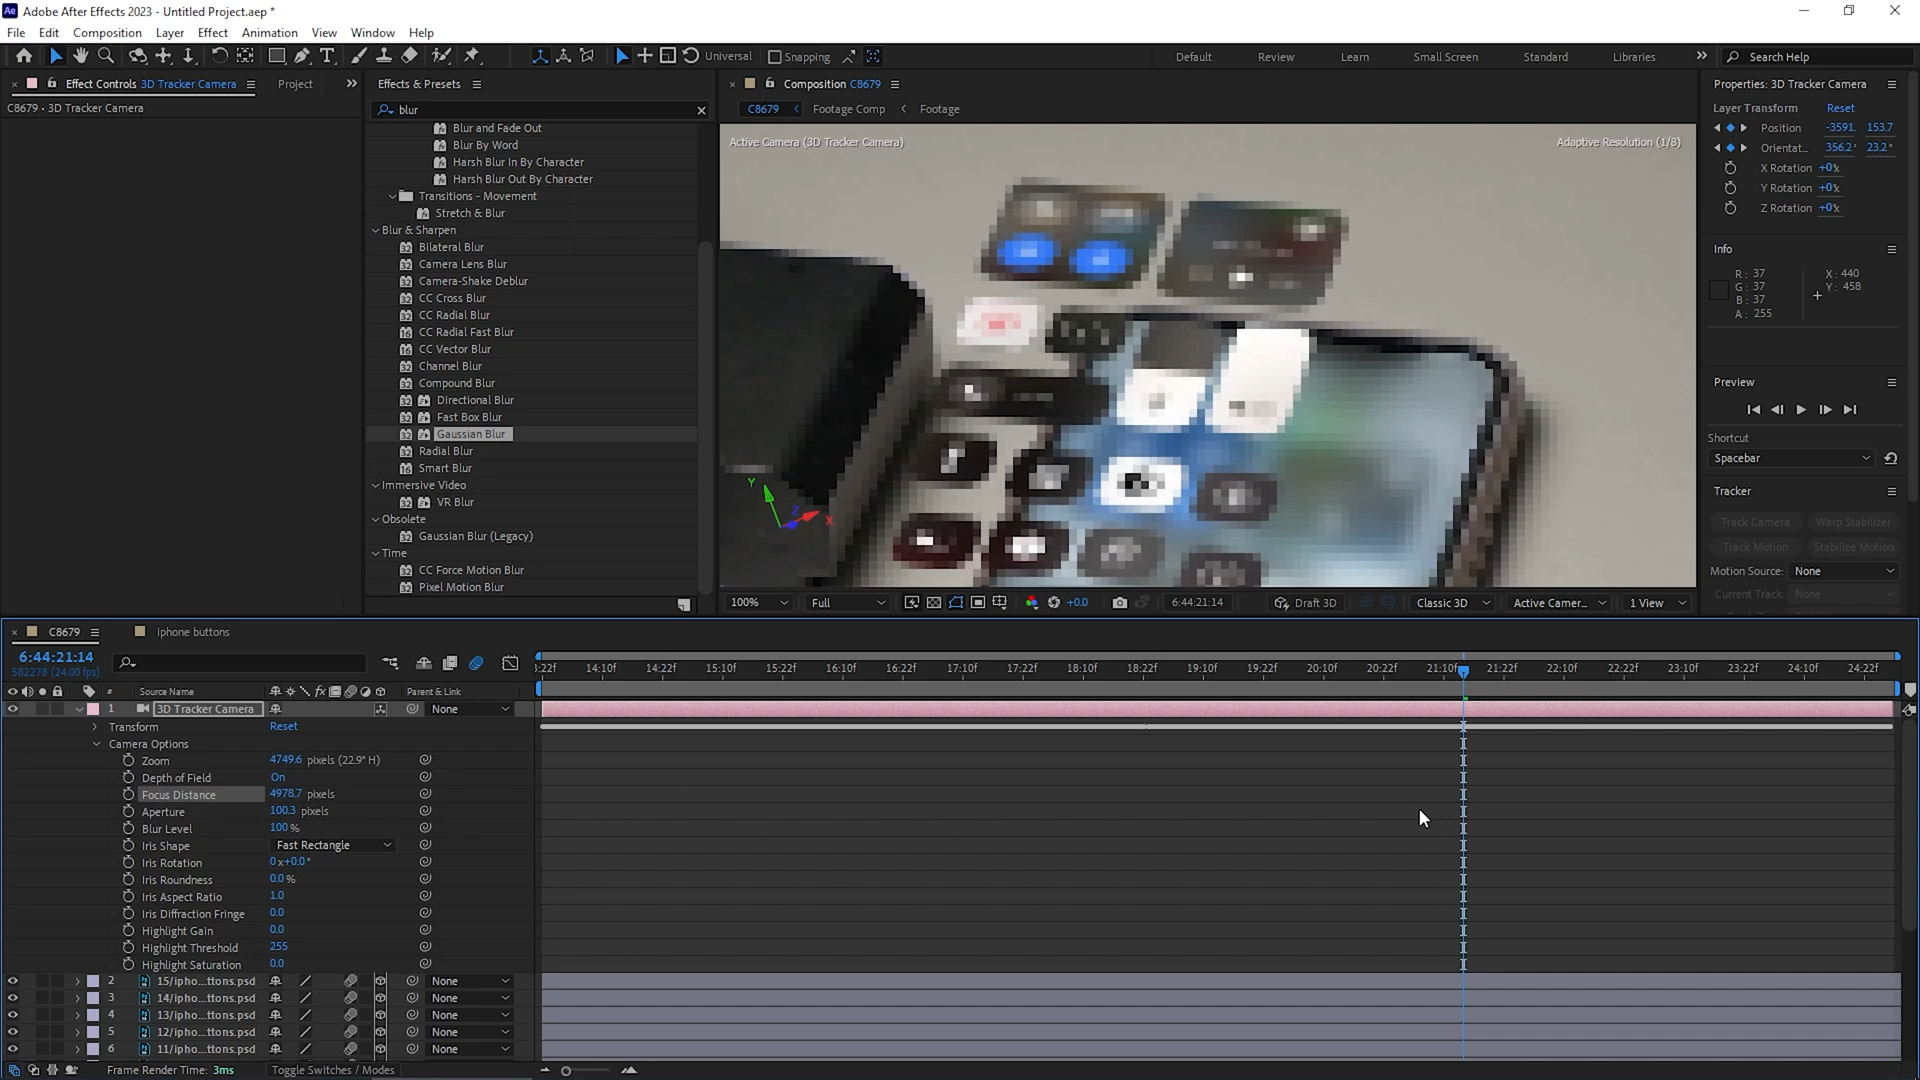 Adobe After Effects 2023 - Untitled Project.aep *
File Edit Composition Layer Effect Animation View Window Help
Universal Snapping Default Review Learn Small Screen Standard Libraries Search Help
Effect Controls 3D Tracker Camera Project
C8679 • 3D Tracker Camera
Effects & Presets
blur
Blur and Fade Out
Blur By Word
Harsh Blur In By Character
Harsh Blur Out By Character
Transitions - Movement
Stretch & Blur
Blur & Sharpen
Bilateral Blur
Camera Lens Blur
Camera-Shake Deblur
CC Cross Blur
CC Radial Blur
CC Radial Fast Blur
CC Vector Blur
Channel Blur
Compound Blur
Directional Blur
Fast Box Blur
Gaussian Blur
Radial Blur
Smart Blur
Immersive Video
VR Blur
Obsolete
Gaussian Blur (Legacy)
Time
CC Force Motion Blur
Pixel Motion Blur
Composition C8679
C8679 Footage Comp Footage
Active Camera (3D Tracker Camera) Adaptive Resolution (1/8)
Y
Z
X
100% Full +0.0 6:44:21:14 Draft 3D Classic 3D Active Camer... 1 View
Properties: 3D Tracker Camera
Layer Transform Reset
Position -3591. 153.7
Orientat... 356.2° 23.2°
X Rotation +0x
Y Rotation +0x
Z Rotation +0x
Info
R : 37 X : 440
G : 37 Y : 458
B : 37
A : 255
Preview
Shortcut
Spacebar
Tracker
Track Camera Warp Stabilizer
Track Motion Stabilize Motion
Motion Source: None
Current Track: None
C8679 iphone buttons
6:44:21:14
582278 (24.00 fps)
3:22f 14:10f 14:22f 15:10f 15:22f 16:10f 16:22f 17:10f 17:22f 18:10f 18:22f 19:10f 19:22f 20:10f 20:22f 21:10f 21:22f 22:10f 22:22f 23:10f 23:22f 24:10f 24:22f
# Source Name fx Parent & Link
1 3D Tracker Camera None
Transform Reset
Camera Options
Zoom 4749.6 pixels (22.9° H)
Depth of Field On
Focus Distance 4978.7 pixels
Aperture 100.3 pixels
Blur Level 100 %
Iris Shape Fast Rectangle
Iris Rotation 0x+0.0°
Iris Roundness 0.0 %
Iris Aspect Ratio 1.0
Iris Diffraction Fringe 0.0
Highlight Gain 0.0
Highlight Threshold 255
Highlight Saturation 0.0
2 15/ipho...ttons.psd None
3 14/ipho...ttons.psd None
4 13/ipho...ttons.psd None
5 12/ipho...ttons.psd None
6 11/ipho...ttons.psd None
Frame Render Time: 3ms Toggle Switches / Modes